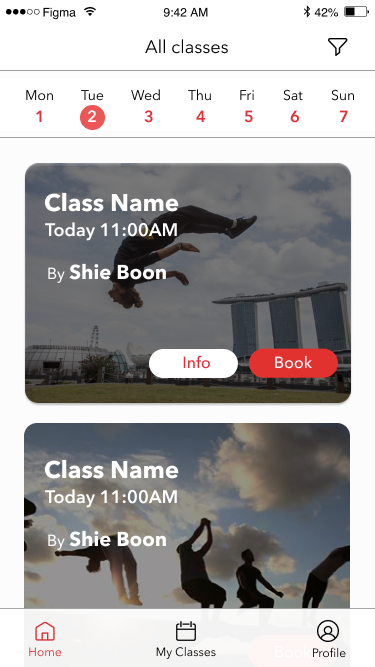 Figma 9:42 AM 42%
All classes
Mon Tue Wed Thu Fri Sat Sun
1 2 3 4 5 6 7
Class Name
Today 11:00AM
By Shie Boon
Info Book
Class Name
Today 11:00AM
By Shie Boon
Book
Home My Classes Profile